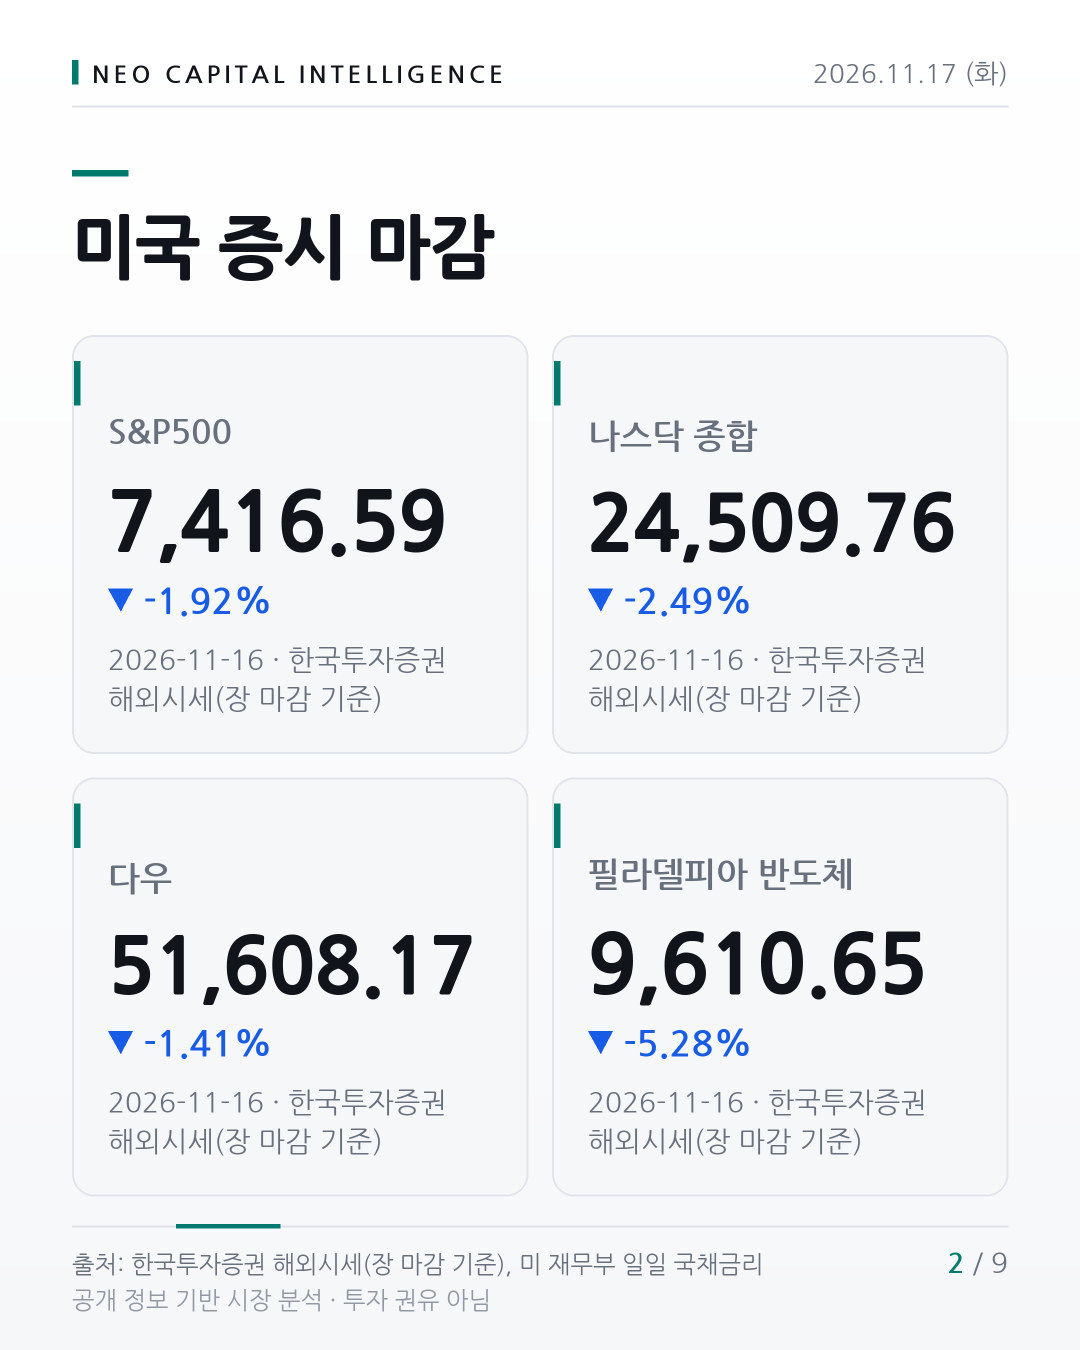 NEO CAPITAL INTELLIGENCE
2026.11.17 (화)
미국 증시 마감
S&P500
7,416.59
▼ -1.92%
2026-11-16 · 한국투자증권
해외시세(장 마감 기준)
나스닥 종합
24,509.76
▼ -2.49%
2026-11-16 · 한국투자증권
해외시세(장 마감 기준)
다우
51,608.17
▼ -1.41%
2026-11-16 · 한국투자증권
해외시세(장 마감 기준)
필라델피아 반도체
9,610.65
▼ -5.28%
2026-11-16 · 한국투자증권
해외시세(장 마감 기준)
출처: 한국투자증권 해외시세(장 마감 기준), 미 재무부 일일 국채금리
공개 정보 기반 시장 분석 · 투자 권유 아님
2 / 9